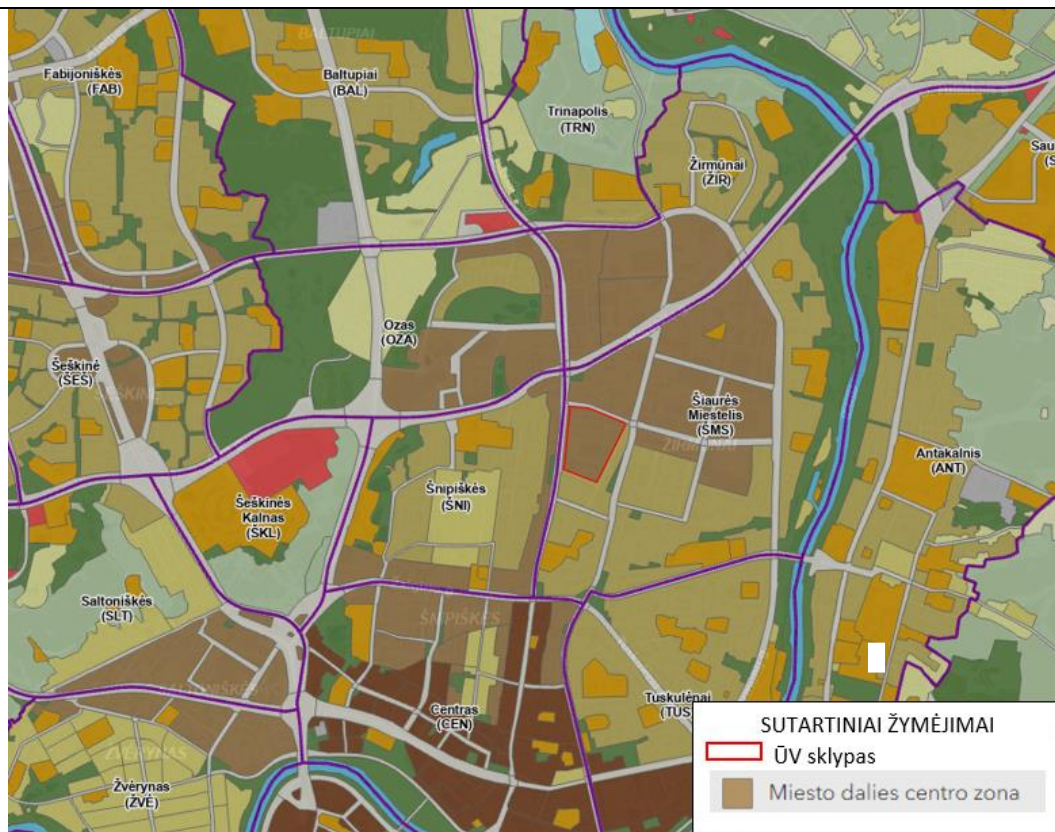 BALTUPIAI
Fabijoniškės
(FAB)
Baltupiai
(BAL)
Trinapolis
(TRN)
Žirmūnai
(ŽIR)
Ozas
(OZA)
Šeškinė
(ŠEŠ)
ŠEŠKINĖ
Šiaurės
Miestelis
(ŠMS)
ŽIRMŪNAI
Antakalnis
(ANT)
Šnipiškės
(ŠNI)
Šeškinės
Kalnas
(ŠKL)
Saltoniškės
(SLT)
ŠNIPIŠKĖS
SALTONIŠKĖS
Centras
(CEN)
Tuskulėnai
(TUS)
ŽVĖRYNAS
Žvėrynas
(ŽVĖ)
SUTARTINIAI ŽYMĖJIMAI
ŪV sklypas
Miesto dalies centro zona